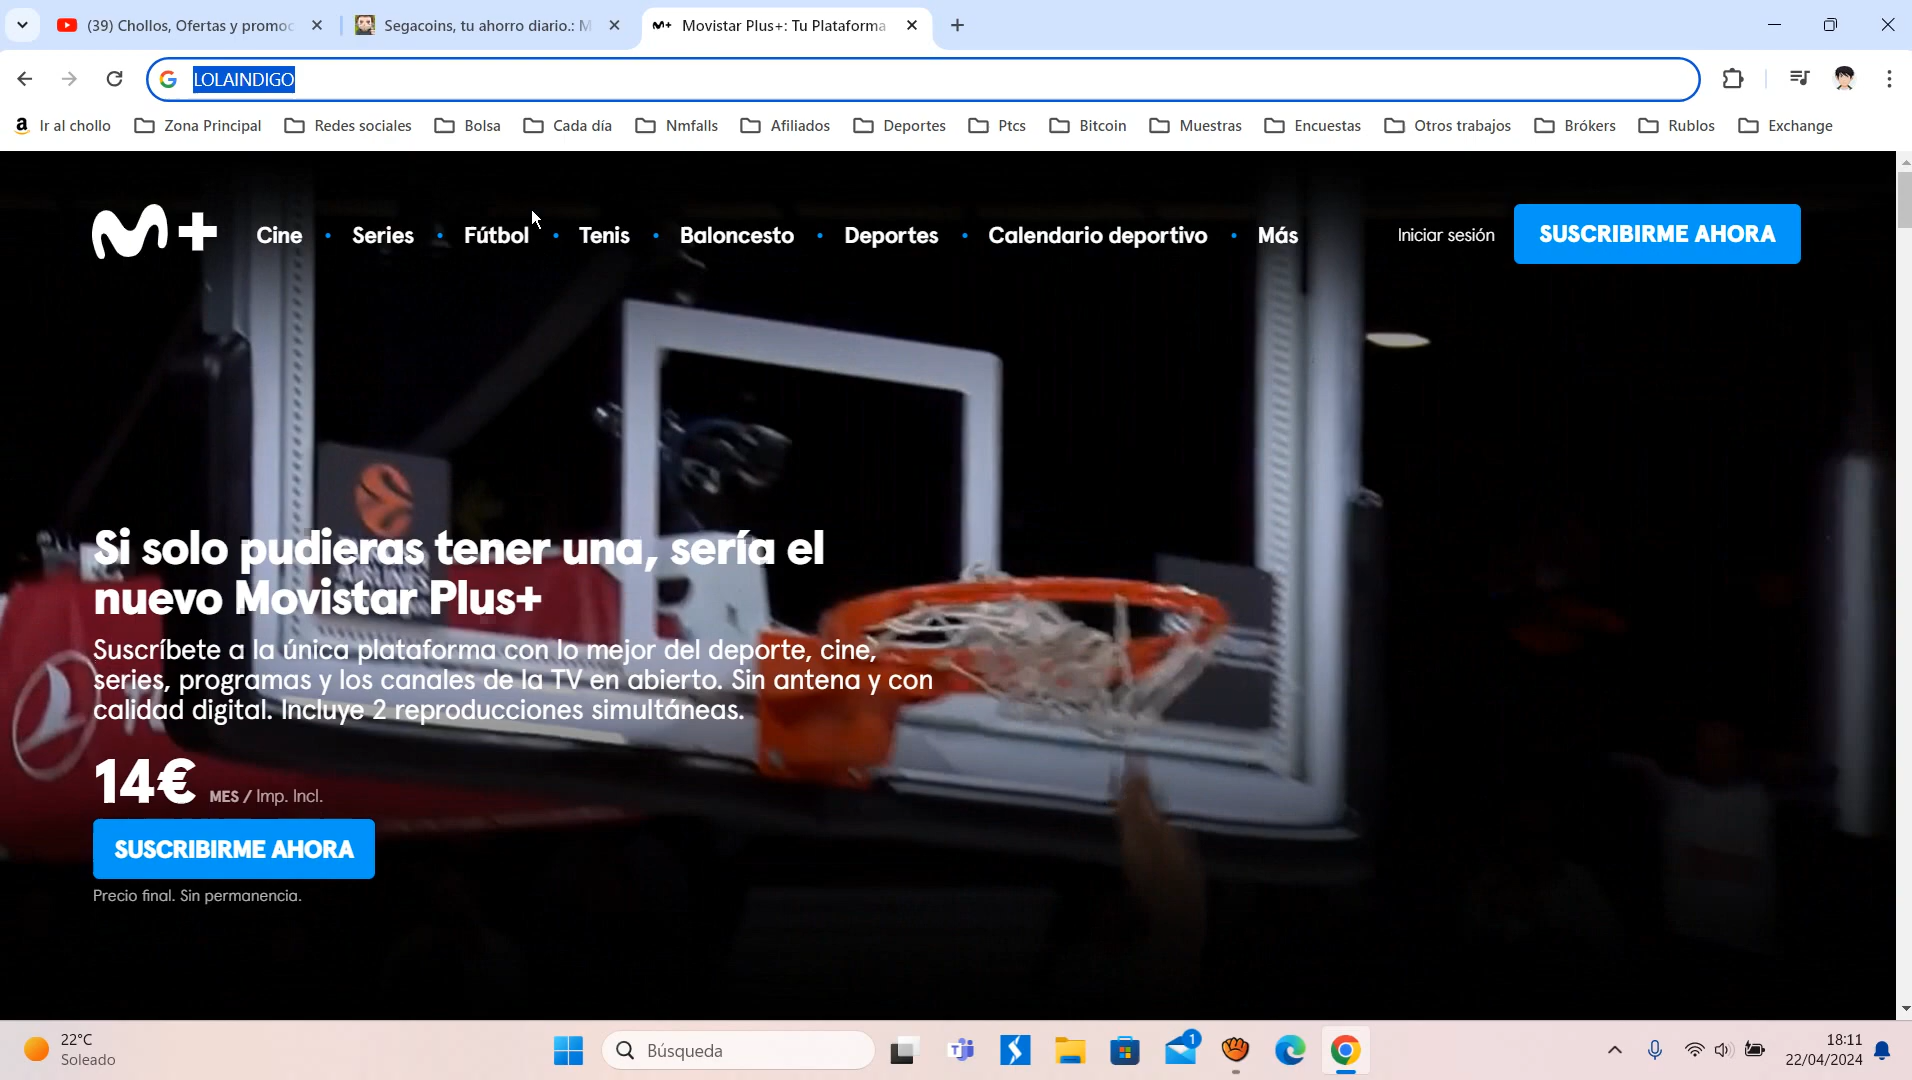 (39) Chollos, Ofertas y promoc
Segacoins, tu ahorro diario.: M
M+ Movistar Plus+: Tu Plataforma
LOLAINDIGO
Ir al chollo
Zona Principal
Redes sociales
Bolsa
Cada día
Nmfalls
Afiliados
Deportes
Ptcs
Bitcoin
Muestras
Encuestas
Otros trabajos
Brókers
Rublos
Exchange
M+
Cine • Series • Fútbol • Tenis • Baloncesto • Deportes • Calendario deportivo • Más
Iniciar sesión
SUSCRIBIRME AHORA
Si solo pudieras tener una, sería el
nuevo Movistar Plus+
Suscríbete a la única plataforma con lo mejor del deporte, cine,
series, programas y los canales de la TV en abierto. Sin antena y con
calidad digital. Incluye 2 reproducciones simultáneas.
14€ MES / Imp. Incl.
SUSCRIBIRME AHORA
Precio final. Sin permanencia.
22°C
Soleado
Búsqueda
1
18:11
22/04/2024